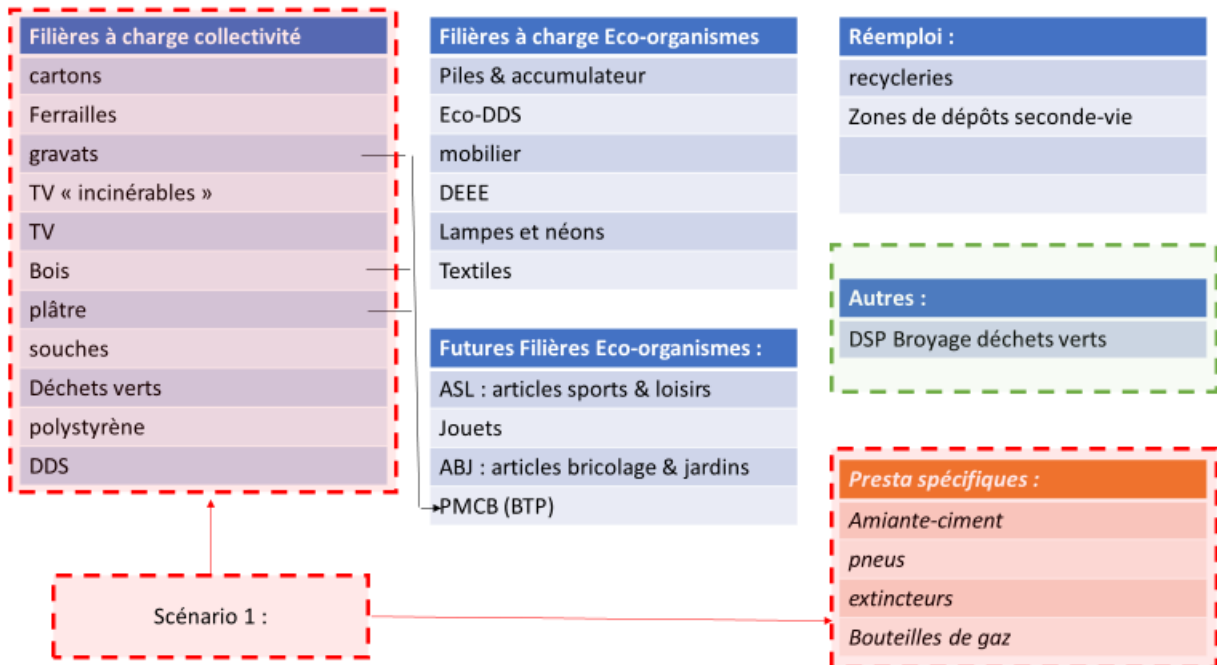 Filières à charge collectivité
cartons
Ferrailles
gravats
TV « incinérables »
TV
Bois
plâtre
souches
Déchets verts
polystyrène
DDS
Scénario 1 :
Filières à charge Eco-organismes
Piles & accumulateur
Eco-DDS
mobilier
DEEE
Lampes et néons
Textiles
Futures Filières Eco-organismes :
ASL : articles sports & loisirs
Jouets
ABJ : articles bricolage & jardins
PMCB (BTP)
Réemploi :
recycleries
Zones de dépôts seconde-vie
Autres :
DSP Broyage déchets verts
Presta spécifiques :
Amiante-ciment
pneus
extincteurs
Bouteilles de gaz